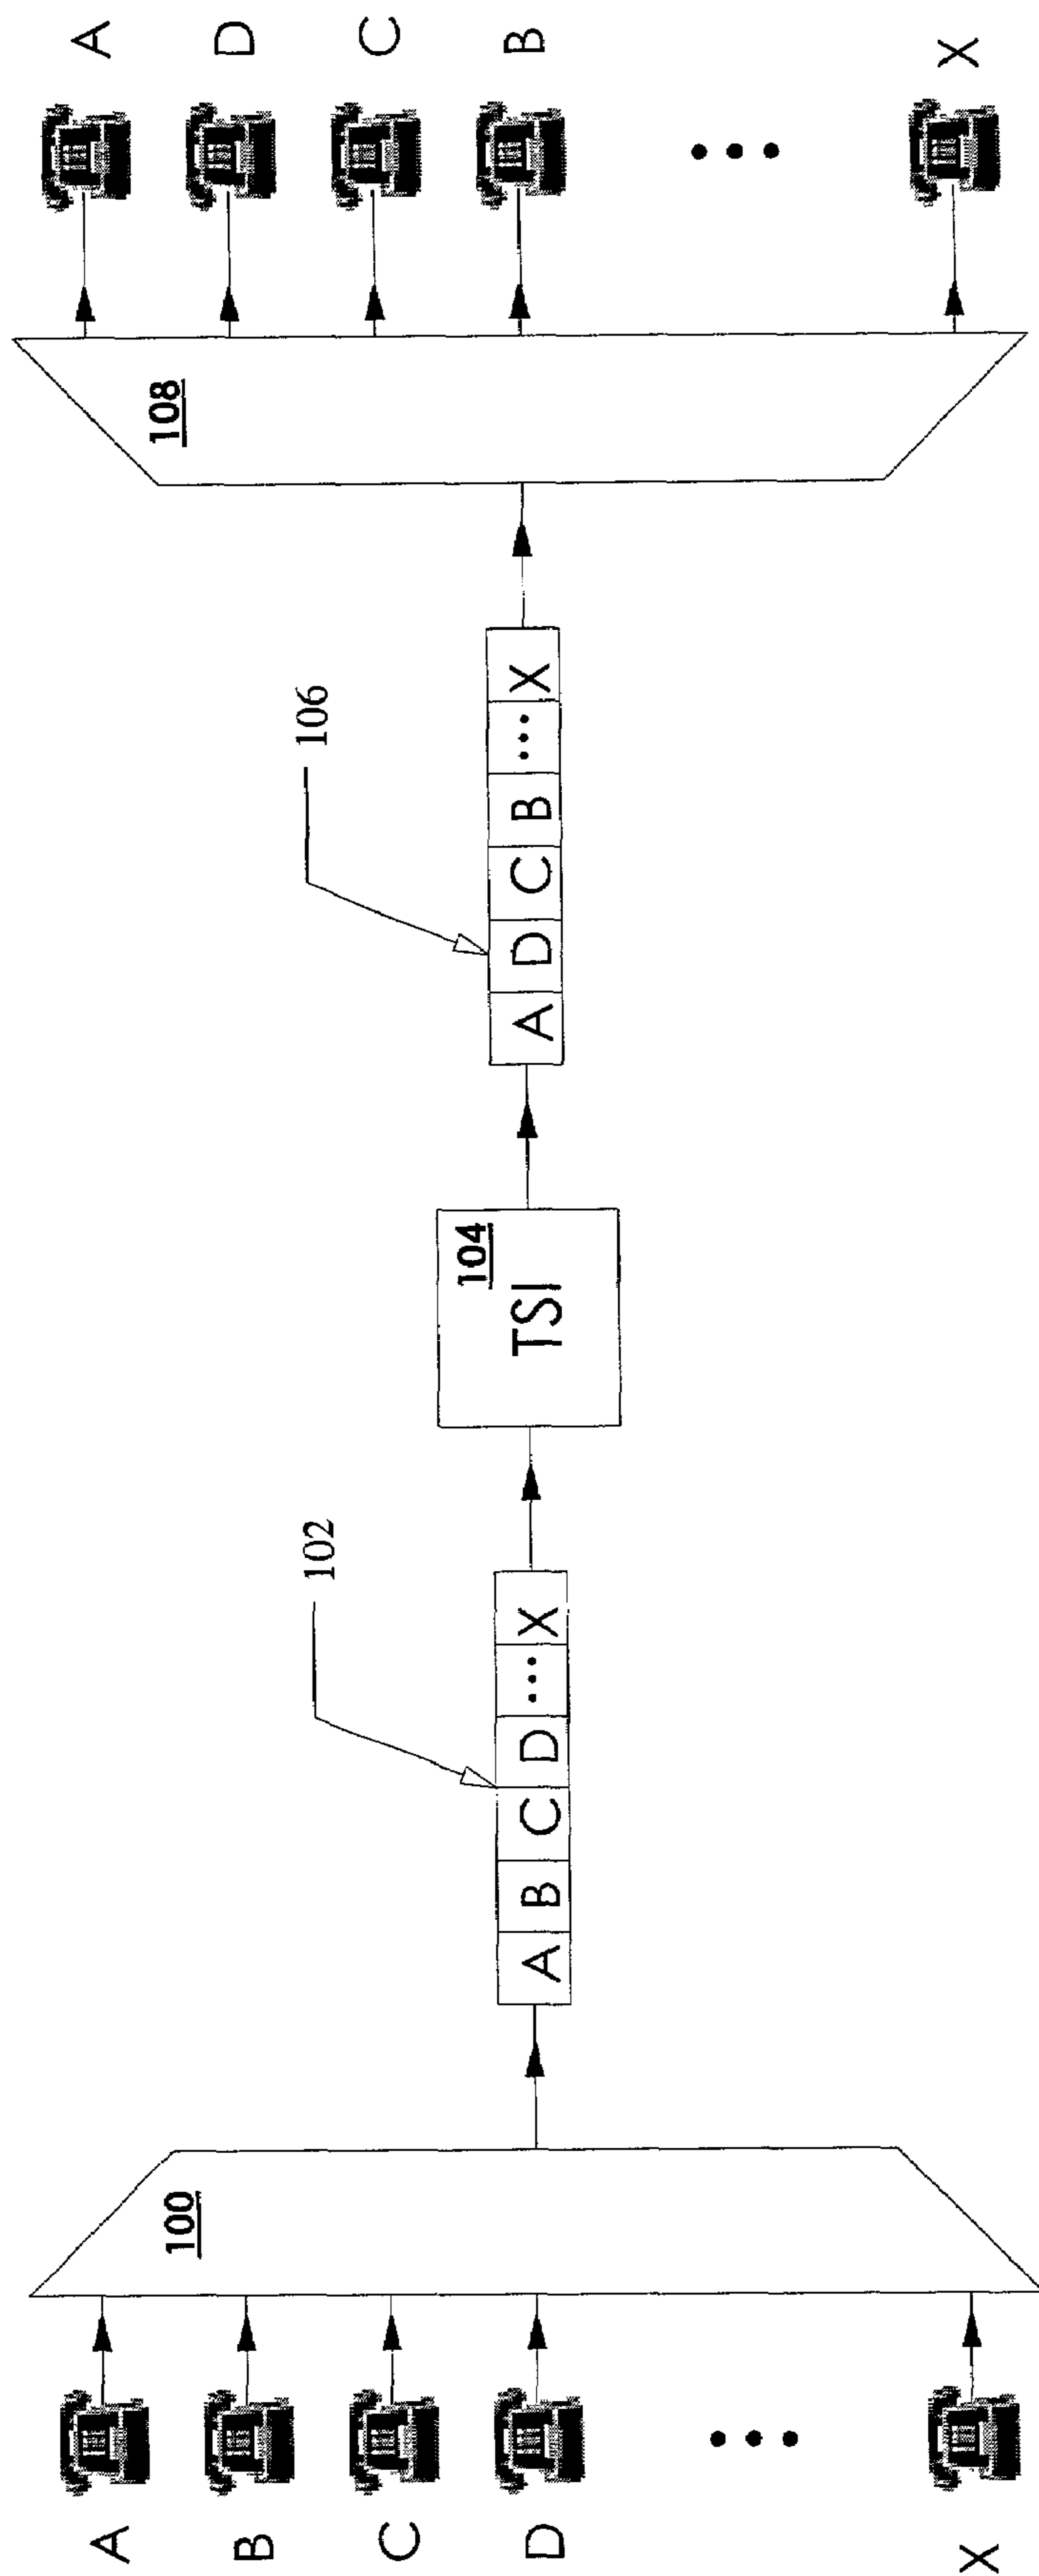 A
B
C
D
•••
X
100
102
A B C D ••• X
104
TSI
106
A D C B ••• X
108
A
D
C
B
•••
X